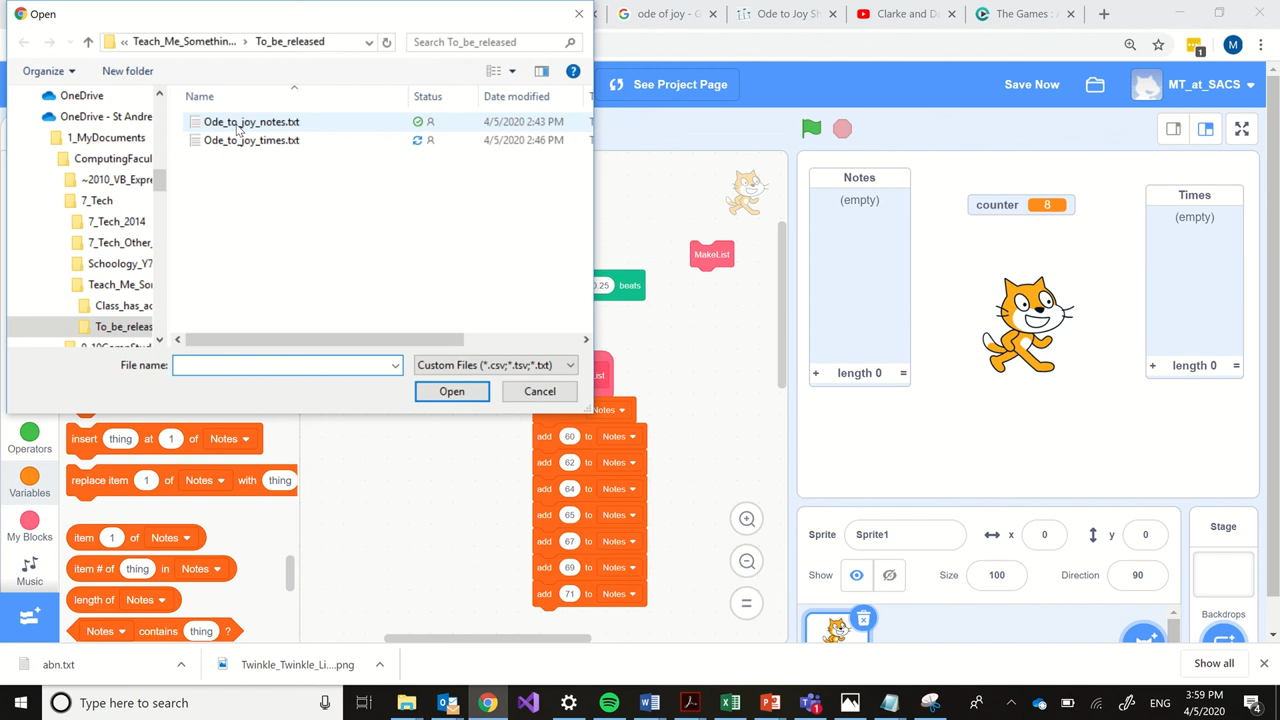 Open
ode of joy - G
Ode to Joy Sh
Clarke and D
The Games : A
Teach_Me_Somethin... > To_be_released
Search To_be_released
Organize
New folder
Name
Status
Date modified
OneDrive
OneDrive - St Andre
1_MyDocuments
ComputingFacul
~2010_VB_Expre
7_Tech
7_Tech_2014
7_Tech_Other_
Schoology_Y7
Teach_Me_So
Class_has_ac
To_be_releas
Ode_to_joy_notes.txt
4/5/2020 2:43 PM
Ode_to_joy_times.txt
4/5/2020 2:46 PM
File name:
Custom Files (*.csv;*.tsv;*.txt)
Open
Cancel
1
M
See Project Page
Save Now
MT_at_SACS
MakeList
0.25 beats
ist
Notes
add 60 to Notes
add 62 to Notes
add 64 to Notes
add 65 to Notes
add 67 to Notes
add 69 to Notes
add 71 to Notes
Operators
Variables
My Blocks
Music
insert thing at 1 of Notes
replace item 1 of Notes with thing
item 1 of Notes
item # of thing in Notes
length of Notes
Notes contains thing ?
Notes
(empty)
+ length 0 =
counter 8
Times
(empty)
+ length 0 =
Sprite Sprite1 x 0 y 0
Show Size 100 Direction 90
Stage
Backdrops
abn.txt
Twinkle_Twinkle_Li....png
Show all
Type here to search
ENG
3:59 PM
4/5/2020
4